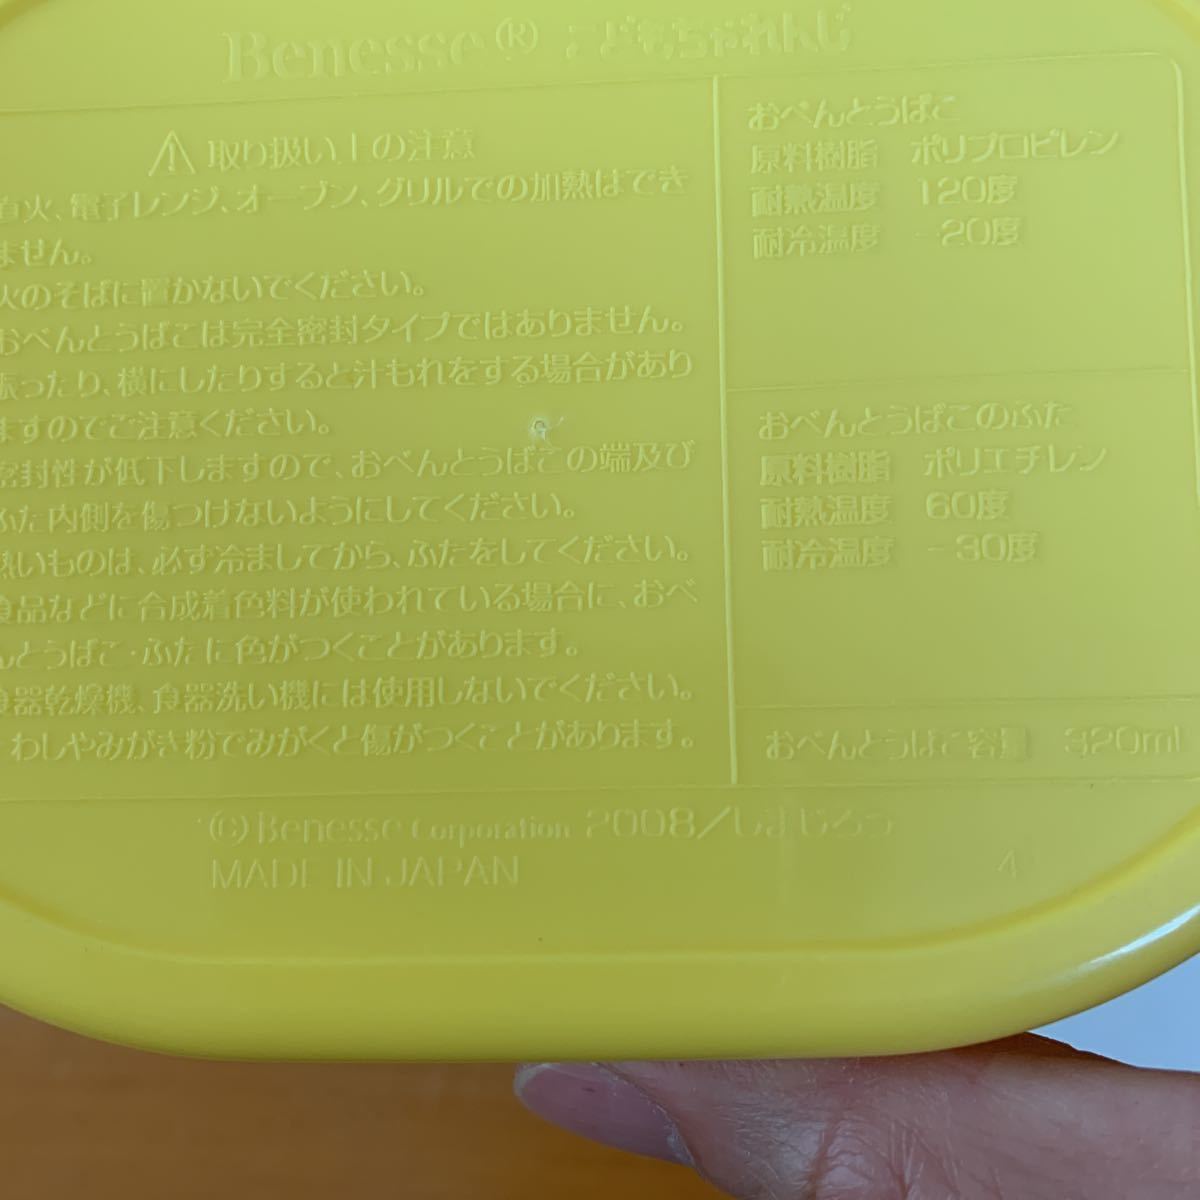 Benesse® こどもちゃれんじ
⚠ 取り扱い上の注意
直火、電子レンジ、オーブン、グリルでの加熱はでき
ません。
火のそばに置かないでください。
おべんとうばこは完全密封タイプではありません。
振ったり、横にしたりすると汁もれをする場合があり
ますのでご注意ください。
密封性が低下しますので、おべんとうばこの端及び
ふた内側を傷つけないようにしてください。
熱いものは、必ず冷ましてから、ふたをしてください。
食品などに合成着色料が使われている場合に、おべ
んとうばこ・ふたに色がつくことがあります。
食器乾燥機、食器洗い機には使用しないでください。
わしやみがき粉でみがくと傷がつくことがあります。
おべんとうばこ
原料樹脂 ポリプロピレン
耐熱温度 120度
耐冷温度 -20度
おべんとうばこのふた
原料樹脂 ポリエチレン
耐熱温度 60度
耐冷温度 -30度
おべんとうばこ容量 320ml
©Benesse Corporation 2008/しまじろう
MADE IN JAPAN
4